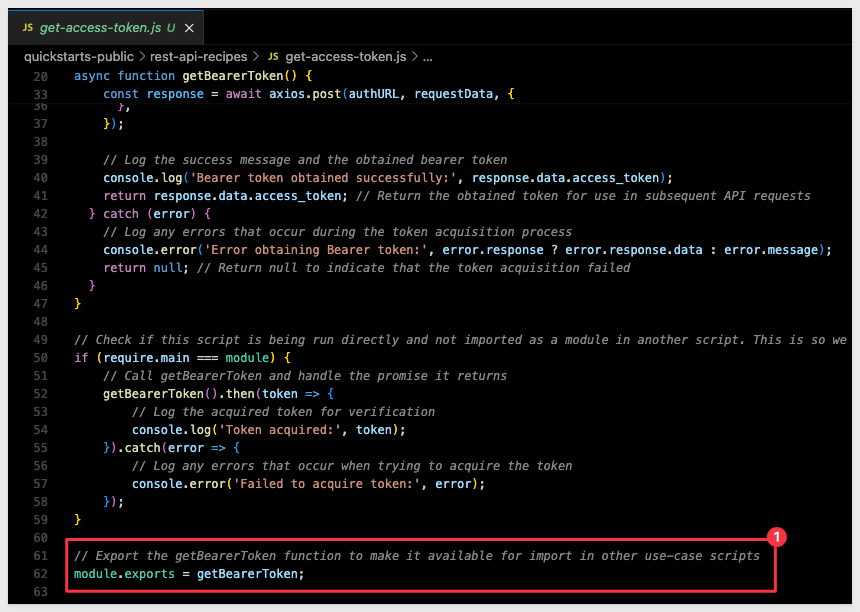 JS get-access-token.js U ×
quickstarts-public > rest-api-recipes > JS get-access-token.js > ...
20 async function getBearerToken() {
33 const response = await axios.post(authURL, requestData, {
36 },
37 });
38
39 // Log the success message and the obtained bearer token
40 console.log('Bearer token obtained successfully:', response.data.access_token);
41 return response.data.access_token; // Return the obtained token for use in subsequent API requests
42 } catch (error) {
43 // Log any errors that occur during the token acquisition process
44 console.error('Error obtaining Bearer token:', error.response ? error.response.data : error.message);
45 return null; // Return null to indicate that the token acquisition failed
46 }
47 }
48
49 // Check if this script is being run directly and not imported as a module in another script. This is so we
50 if (require.main === module) {
51 // Call getBearerToken and handle the promise it returns
52 getBearerToken().then(token => {
53 // Log the acquired token for verification
54 console.log('Token acquired:', token);
55 }).catch(error => {
56 // Log any errors that occur when trying to acquire the token
57 console.error('Failed to acquire token:', error);
58 });
59 }
60
1
61 // Export the getBearerToken function to make it available for import in other use-case scripts
62 module.exports = getBearerToken;
63